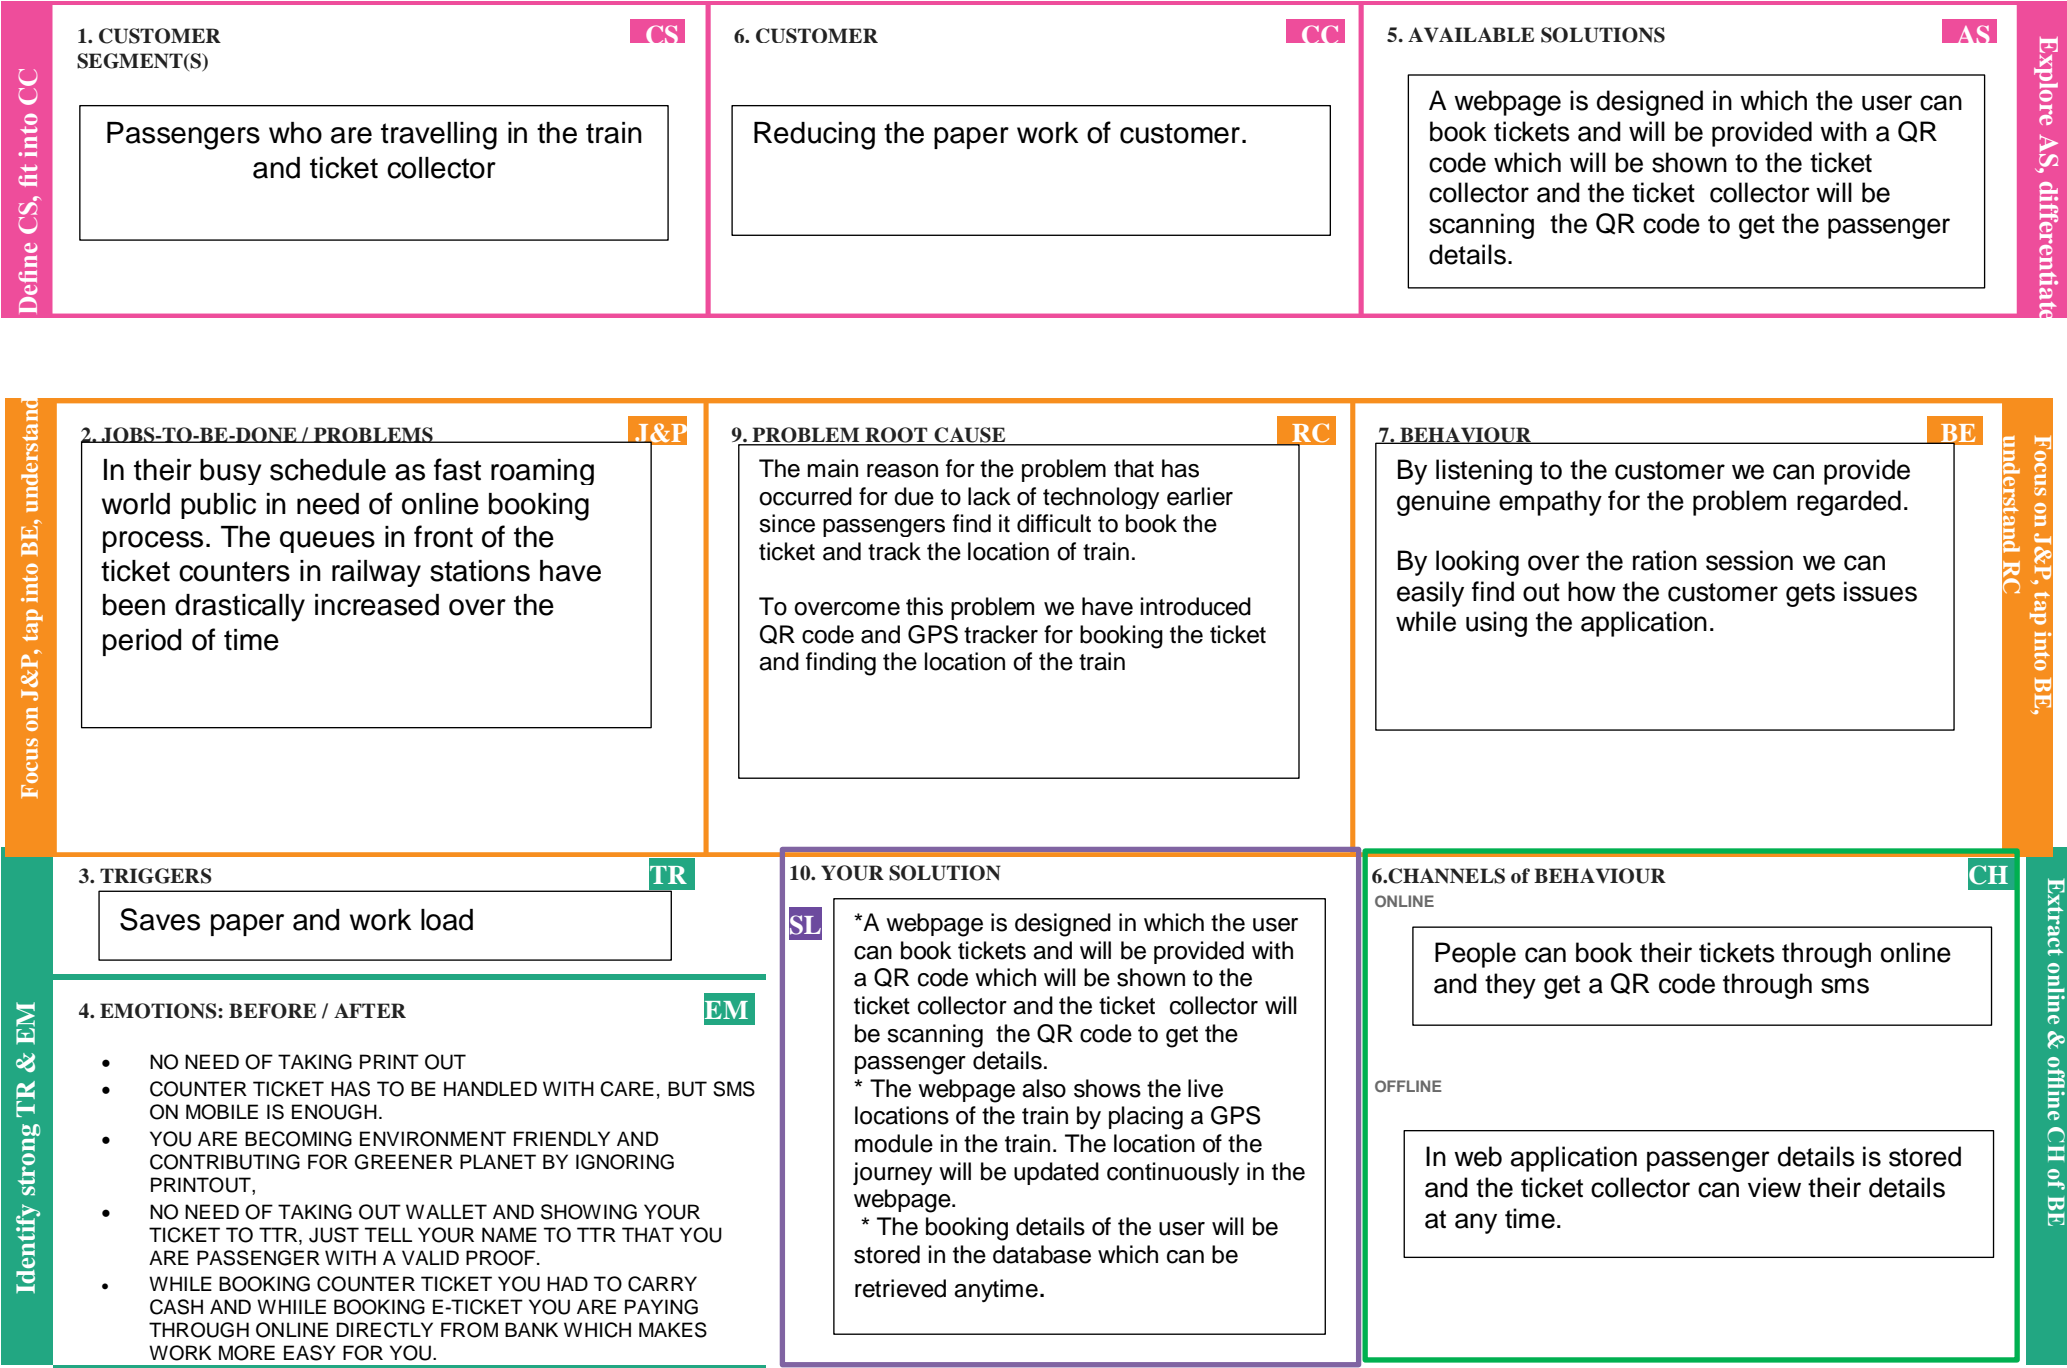 Define CS, fit into CC
1. CUSTOMER
SEGMENT(S)
CS
Passengers who are travelling in the train
and ticket collector
6. CUSTOMER
CC
Reducing the paper work of customer.
5. AVAILABLE SOLUTIONS
AS
A webpage is designed in which the user can
book tickets and will be provided with a QR
code which will be shown to the ticket
collector and the ticket  collector will be
scanning  the QR code to get the passenger
details.
Explore AS, differentiate
Focus on J&P, tap into BE, understand
2. JOBS-TO-BE-DONE / PROBLEMS
J&P
In their busy schedule as fast roaming
world public in need of online booking
process. The queues in front of the
ticket counters in railway stations have
been drastically increased over the
period of time
9. PROBLEM ROOT CAUSE
RC
The main reason for the problem that has
occurred for due to lack of technology earlier
since passengers find it difficult to book the
ticket and track the location of train.
To overcome this problem we have introduced
QR code and GPS tracker for booking the ticket
and finding the location of the train
7. BEHAVIOUR
BE
By listening to the customer we can provide
genuine empathy for the problem regarded.
By looking over the ration session we can
easily find out how the customer gets issues
while using the application.
Focus on J&P, tap into BE,
understand RC
Identify strong TR & EM
3. TRIGGERS
TR
Saves paper and work load
4. EMOTIONS: BEFORE / AFTER
EM
• NO NEED OF TAKING PRINT OUT
• COUNTER TICKET HAS TO BE HANDLED WITH CARE, BUT SMS
ON MOBILE IS ENOUGH.
• YOU ARE BECOMING ENVIRONMENT FRIENDLY AND
CONTRIBUTING FOR GREENER PLANET BY IGNORING
PRINTOUT,
• NO NEED OF TAKING OUT WALLET AND SHOWING YOUR
TICKET TO TTR, JUST TELL YOUR NAME TO TTR THAT YOU
ARE PASSENGER WITH A VALID PROOF.
• WHILE BOOKING COUNTER TICKET YOU HAD TO CARRY
CASH AND WHIILE BOOKING E-TICKET YOU ARE PAYING
THROUGH ONLINE DIRECTLY FROM BANK WHICH MAKES
WORK MORE EASY FOR YOU.
10. YOUR SOLUTION
SL
*A webpage is designed in which the user
can book tickets and will be provided with
a QR code which will be shown to the
ticket collector and the ticket  collector will
be scanning  the QR code to get the
passenger details.
* The webpage also shows the live
locations of the train by placing a GPS
module in the train. The location of the
journey will be updated continuously in the
webpage.
* The booking details of the user will be
stored in the database which can be
retrieved anytime.
6.CHANNELS of BEHAVIOUR
CH
ONLINE
People can book their tickets through online
and they get a QR code through sms
OFFLINE
In web application passenger details is stored
and the ticket collector can view their details
at any time.
Extract online & offline CH of BE